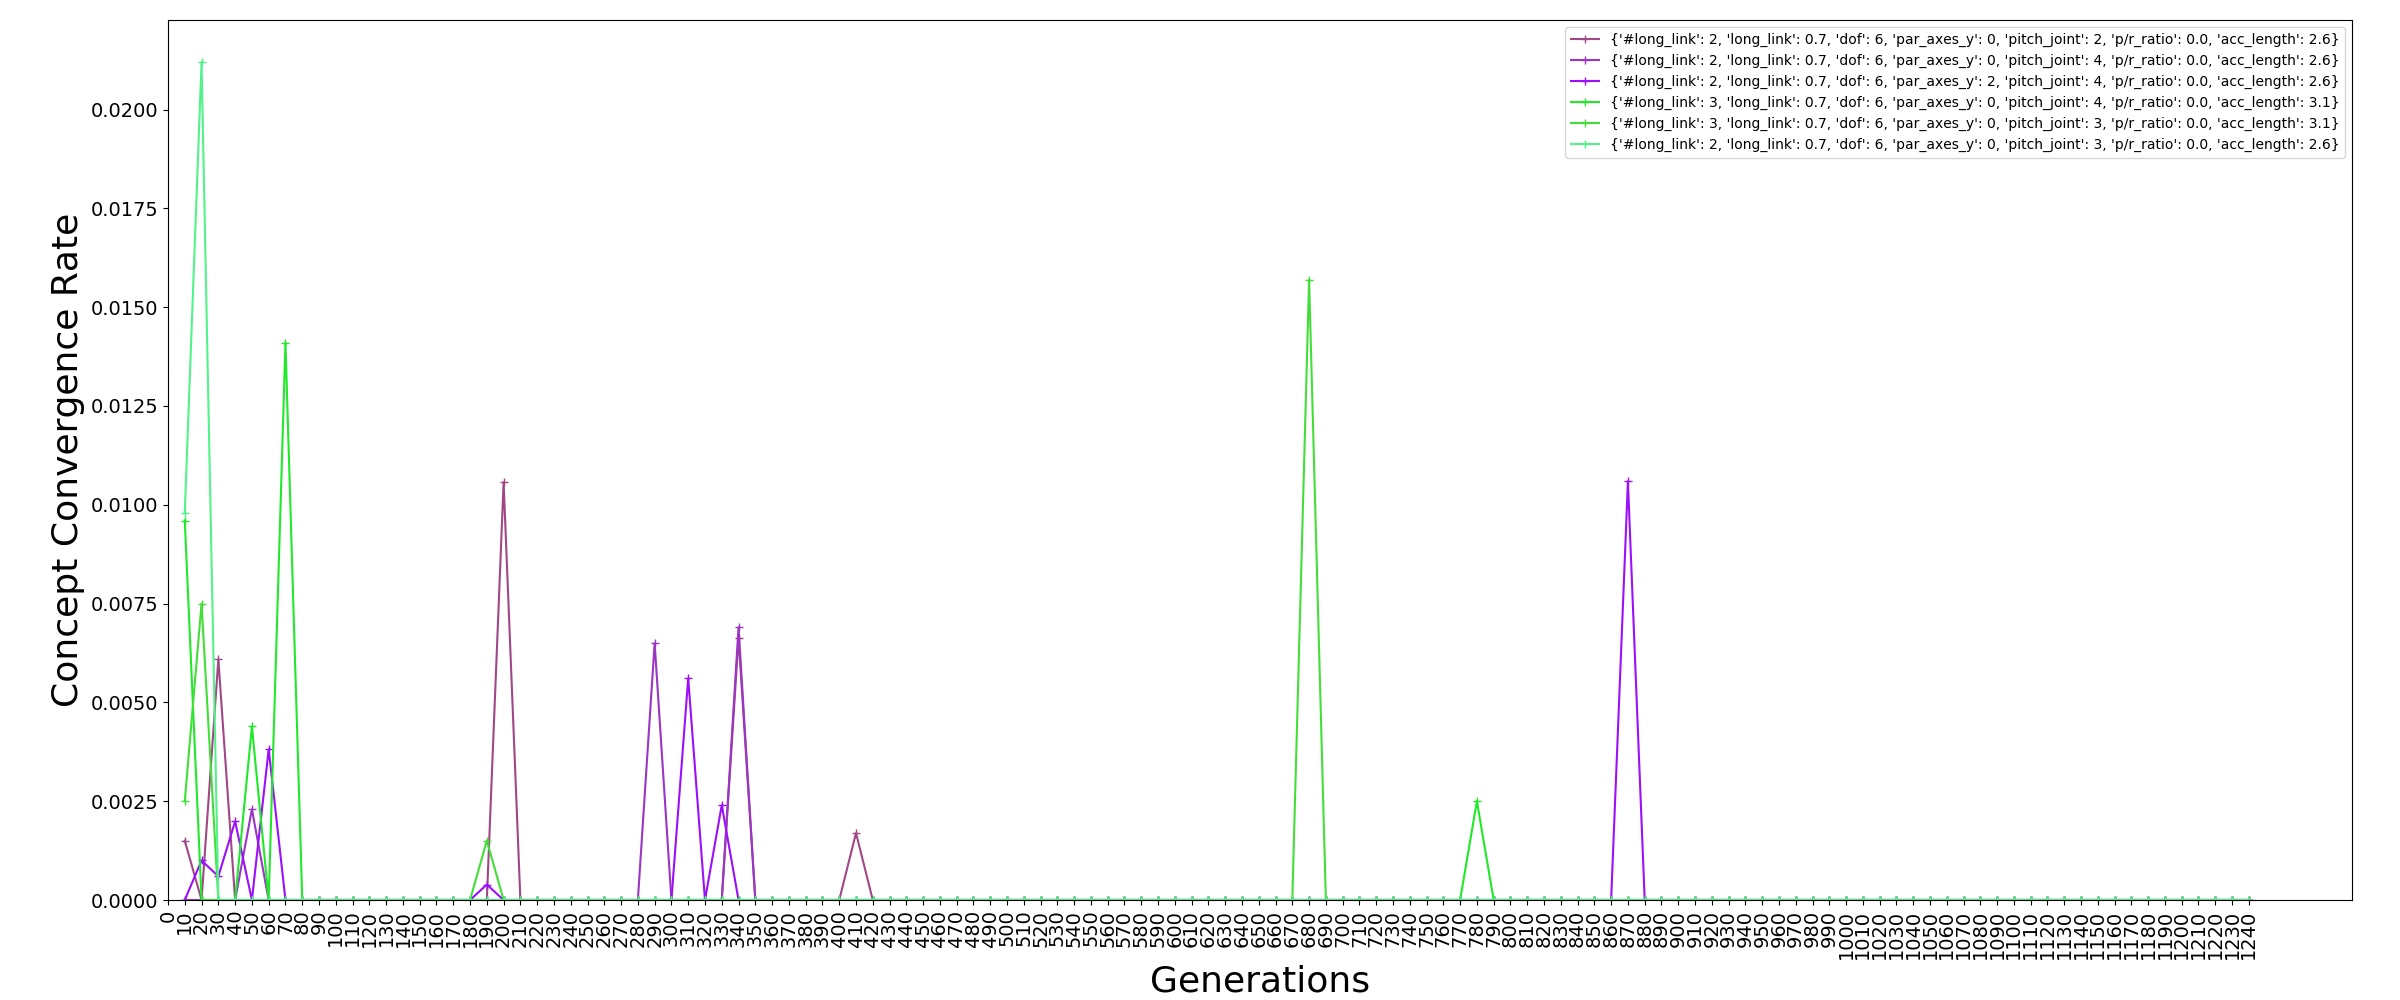 {'#long_link': 2, 'long_link': 0.7, 'dof': 6, 'par_axes_y': 0, 'pitch_joint': 2, 'p/r_ratio': 0.0, 'acc_length': 2.6}
{'#long_link': 2, 'long_link': 0.7, 'dof': 6, 'par_axes_y': 0, 'pitch_joint': 4, 'p/r_ratio': 0.0, 'acc_length': 2.6}
{'#long_link': 2, 'long_link': 0.7, 'dof': 6, 'par_axes_y': 2, 'pitch_joint': 4, 'p/r_ratio': 0.0, 'acc_length': 2.6}
{'#long_link': 3, 'long_link': 0.7, 'dof': 6, 'par_axes_y': 0, 'pitch_joint': 4, 'p/r_ratio': 0.0, 'acc_length': 3.1}
{'#long_link': 3, 'long_link': 0.7, 'dof': 6, 'par_axes_y': 0, 'pitch_joint': 3, 'p/r_ratio': 0.0, 'acc_length': 3.1}
{'#long_link': 2, 'long_link': 0.7, 'dof': 6, 'par_axes_y': 0, 'pitch_joint': 3, 'p/r_ratio': 0.0, 'acc_length': 2.6}
Concept Convergence Rate
0.0200
0.0175
0.0150
0.0125
0.0100
0.0075
0.0050
0.0025
0.0000
0 10 20 30 40 50 60 70 80 90 100 110 120 130 140 150 160 170 180 190 200 210 220 230 240 250 260 270 280 290 300 310 320 330 340 350 360 370 380 390 400 410 420 430 440 450 460 470 480 490 500 510 520 530 540 550 560 570 580 590 600 610 620 630 640 650 660 670 680 690 700 710 720 730 740 750 760 770 780 790 800 810 820 830 840 850 860 870 880 890 900 910 920 930 940 950 960 970 980 990 1000 1010 1020 1030 1040 1050 1060 1070 1080 1090 1100 1110 1120 1130 1140 1150 1160 1170 1180 1190 1200 1210 1220 1230 1240
Generations